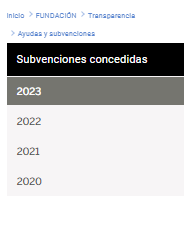 Inicio > FUNDACIÓN > Transparencia
> Ayudas y subvenciones
Subvenciones concedidas
2023
2022
2021
2020